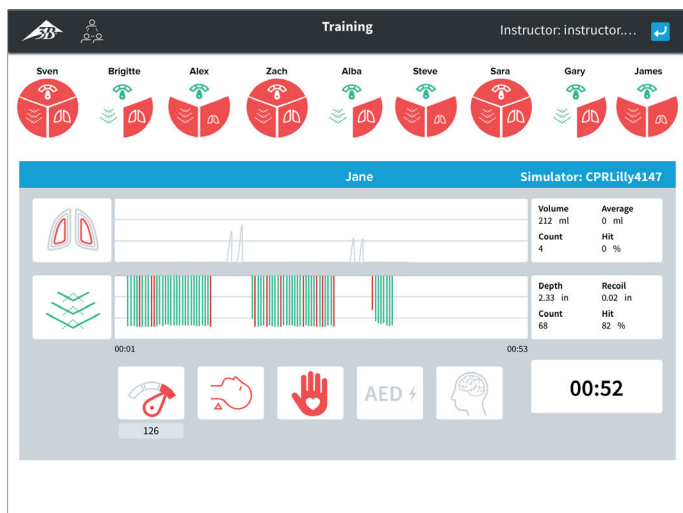 3B
Training
Instructor: instructor....
Sven Brigitte Alex Zach Alba Steve Sara Gary James
Jane
Simulator: CPRLilly4147
Volume Average
212 ml 0 ml
Count Hit
4 0 %
Depth Recoil
2.33 in 0.02 in
Count Hit
68 82 %
00:01 00:53
AED
00:52
126